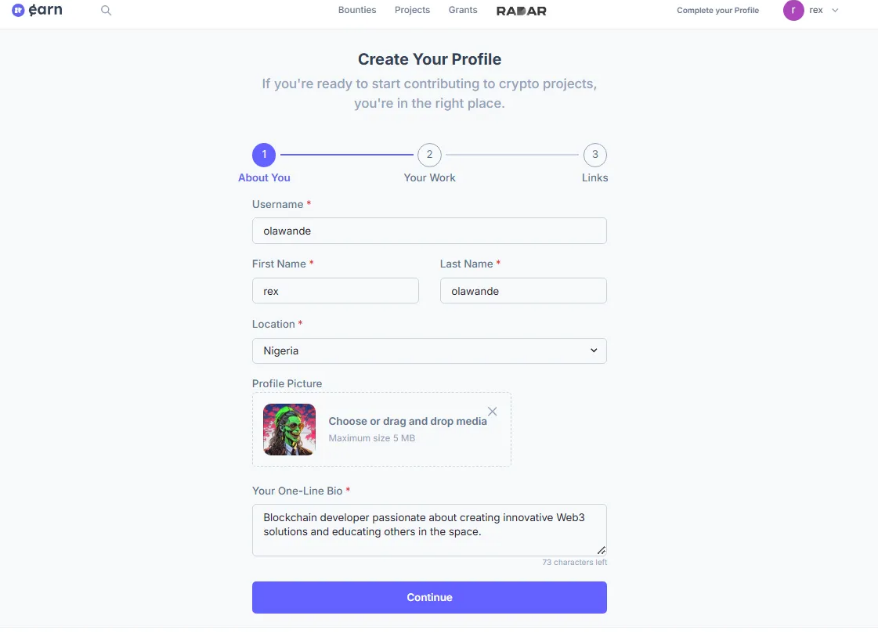 earn
Bounties Projects Grants RADAR Complete your Profile r rex
Create Your Profile
If you're ready to start contributing to crypto projects,
you're in the right place.
1 2 3
About You Your Work Links
Username *
olawande
First Name * Last Name *
rex olawande
Location *
Nigeria
Profile Picture
Choose or drag and drop media
Maximum size 5 MB
Your One-Line Bio *
Blockchain developer passionate about creating innovative Web3
solutions and educating others in the space.
73 characters left
Continue